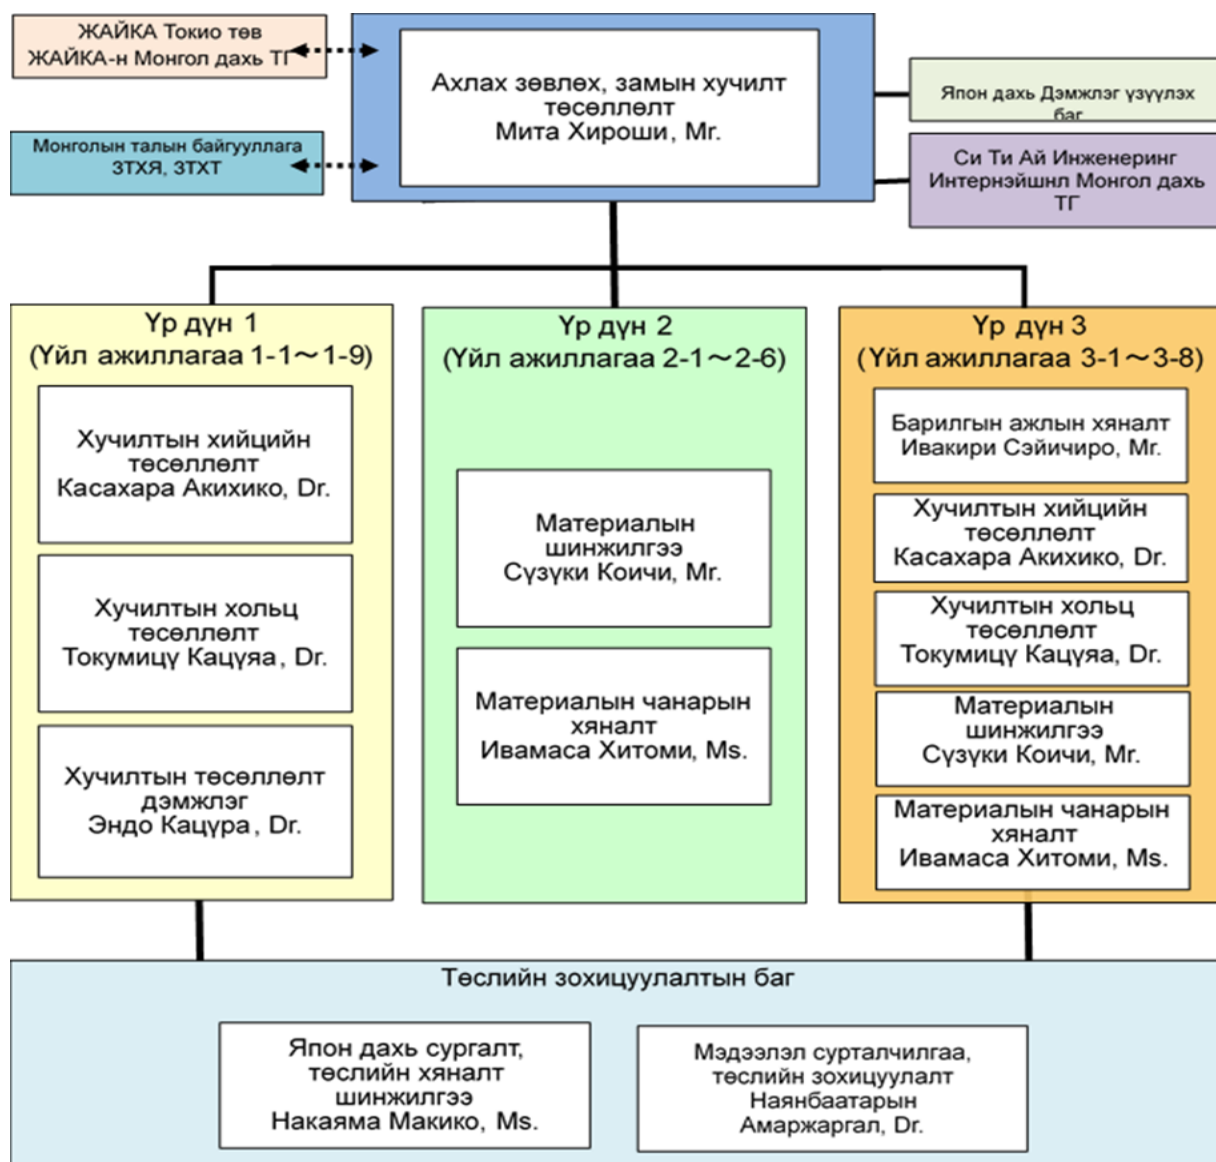 ЖАЙКА Токио төв
ЖАЙКА-н Монгол дахь ТГ
Монголын талын байгууллага
ЗТХЯ, ЗТХТ
Ахлах зөвлөх, замын хучилт
төсөллөлт
Мита Хироши, Mr.
Япон дахь Дэмжлэг үзүүлэх
баг
Си Ти Ай Инженеринг
Интернэйшнл Монгол дахь
ТГ
Үр дүн 1
(Үйл ажиллагаа 1-1～1-9)
Хучилтын хийцийн
төсөллөлт
Касахара Акихико, Dr.
Хучилтын хольц
төсөллөлт
Токумицү Кацүяа, Dr.
Хучилтын төсөллөлт
дэмжлэг
Эндо Кацүра, Dr.
Үр дүн 2
(Үйл ажиллагаа 2-1～2-6)
Материалын
шинжилгээ
Сүзүки Коичи, Mr.
Материалын чанарын
хяналт
Ивамаса Хитоми, Ms.
Үр дүн 3
(Үйл ажиллагаа 3-1～3-8)
Барилгын ажлын хяналт
Ивакири Сэйичиро, Mr.
Хучилтын хийцийн
төсөллөлт
Касахара Акихико, Dr.
Хучилтын хольц
төсөллөлт
Токумицү Кацүяа, Dr.
Материалын
шинжилгээ
Сүзүки Коичи, Mr.
Материалын чанарын
хяналт
Ивамаса Хитоми, Ms.
Төслийн зохицуулалтын баг
Япон дахь сургалт,
төслийн хяналт
шинжилгээ
Накаяма Макико, Ms.
Мэдээлэл сурталчилгаа,
төслийн зохицуулалт
Наянбаатарын
Амаржаргал, Dr.